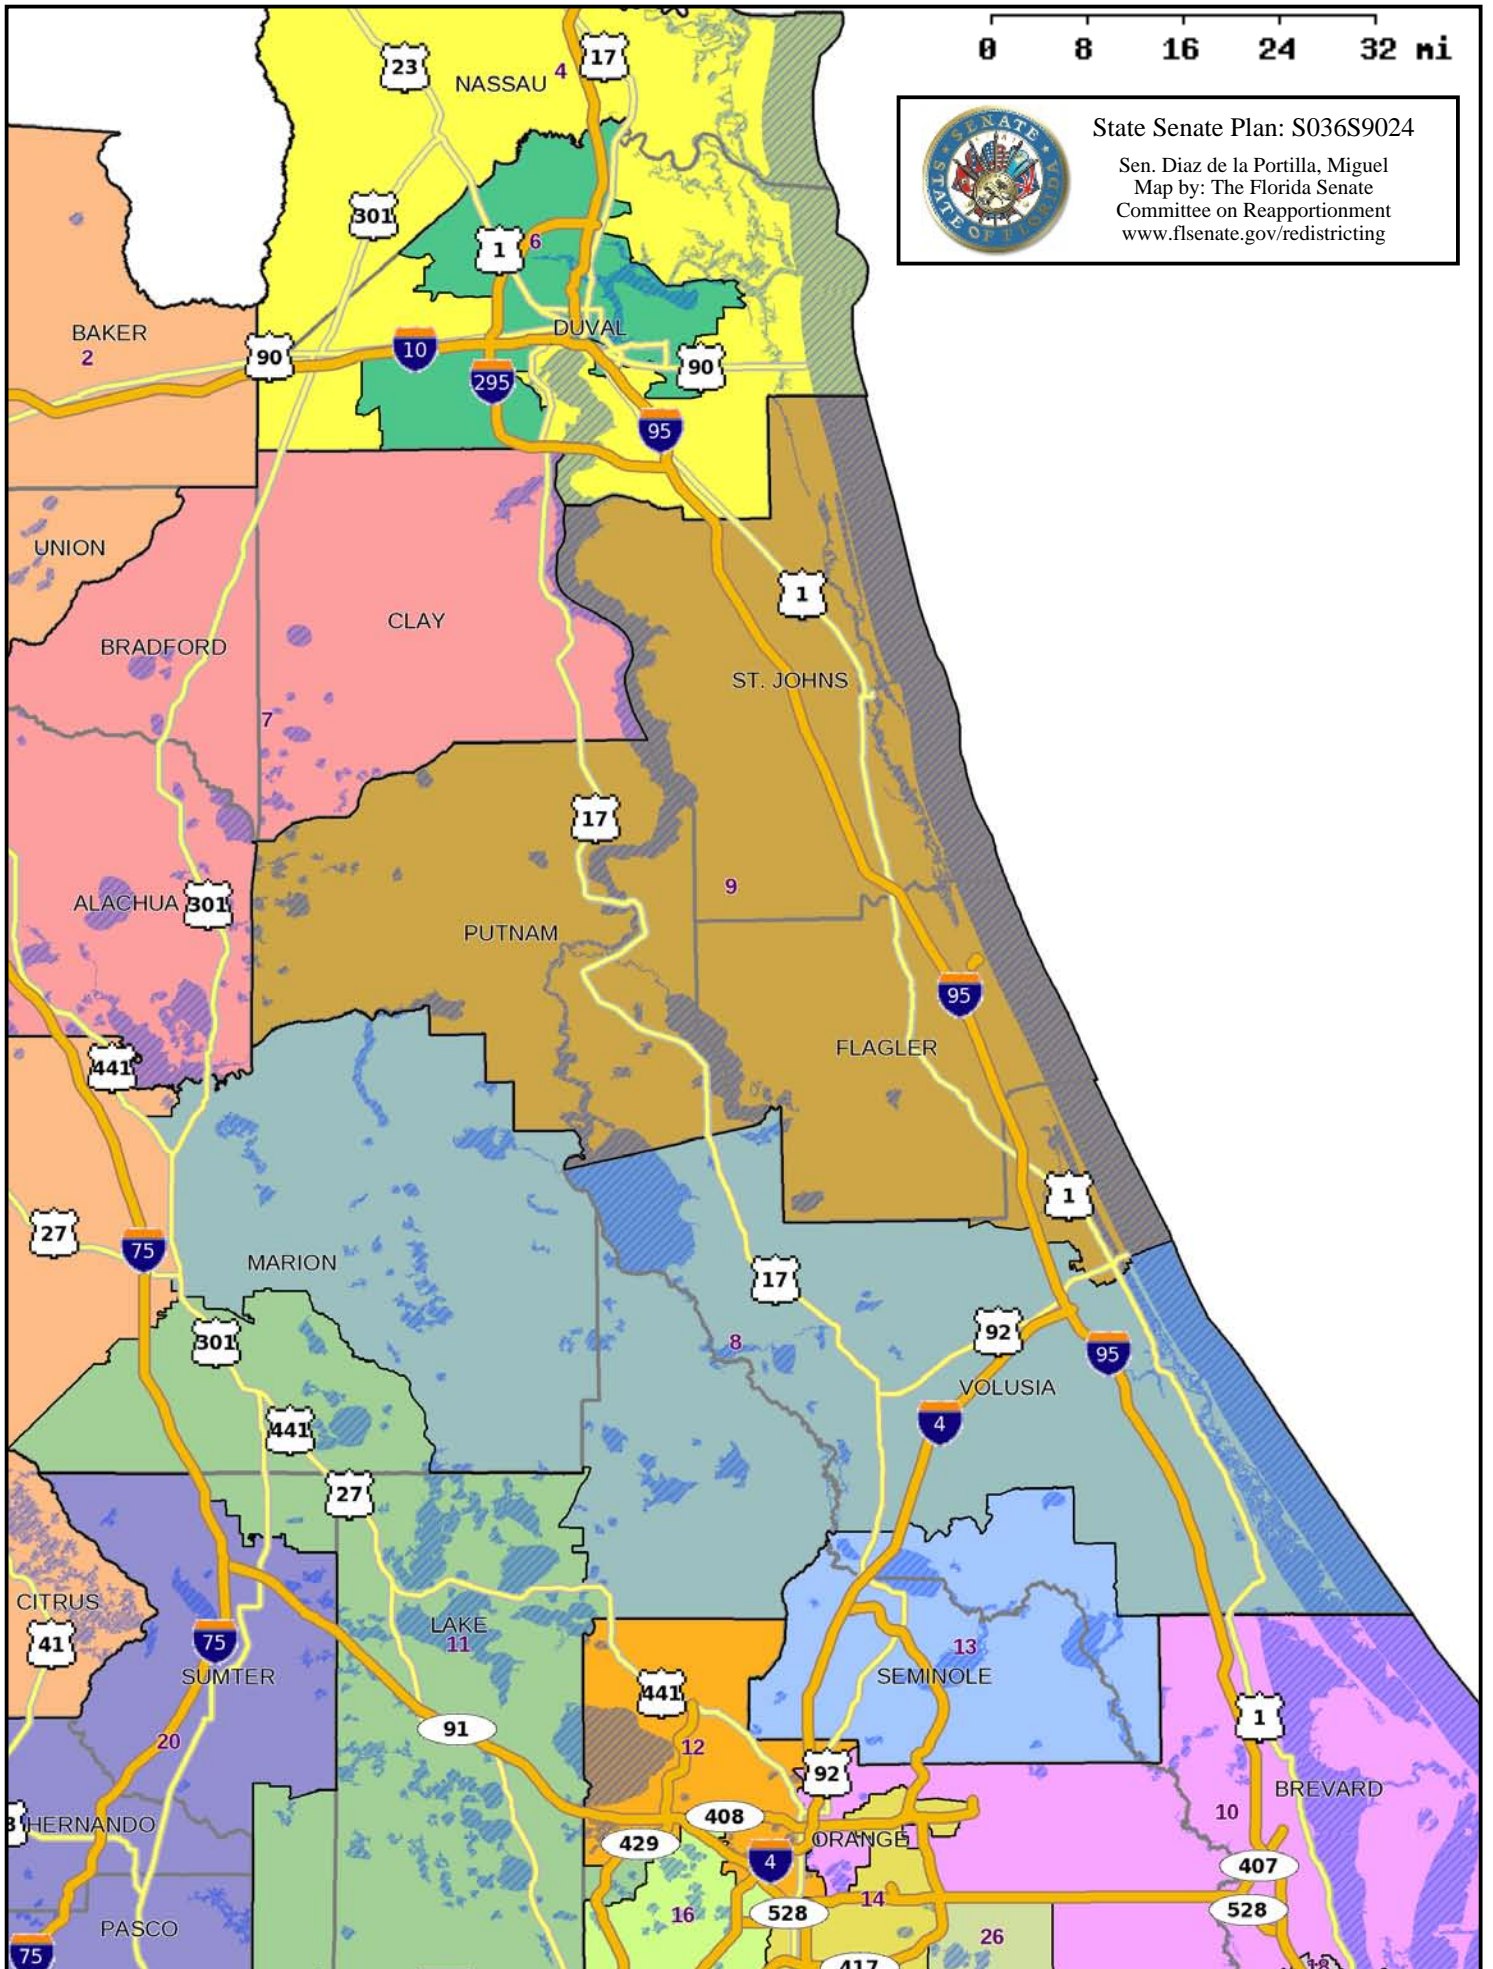 0 8 16 24 32 mi
SENATE
STATE OF FLORIDA
State Senate Plan: S036S9024
Sen. Diaz de la Portilla, Miguel
Map by: The Florida Senate
Committee on Reapportionment
www.flsenate.gov/redistricting
23
NASSAU
4
17
301
1
6
BAKER
2
90
10
DUVAL
295
90
95
UNION
1
CLAY
BRADFORD
ST. JOHNS
7
17
9
ALACHUA
301
PUTNAM
95
FLAGLER
441
1
27
75
MARION
17
301
8
92
95
VOLUSIA
441
4
27
CITRUS
41
LAKE
11
75
SUMTER
13
SEMINOLE
441
1
91
20
12
92
BREVARD
HERNANDO
408
10
429
ORANGE
4
407
14
528
16
528
PASCO
26
75
417
18